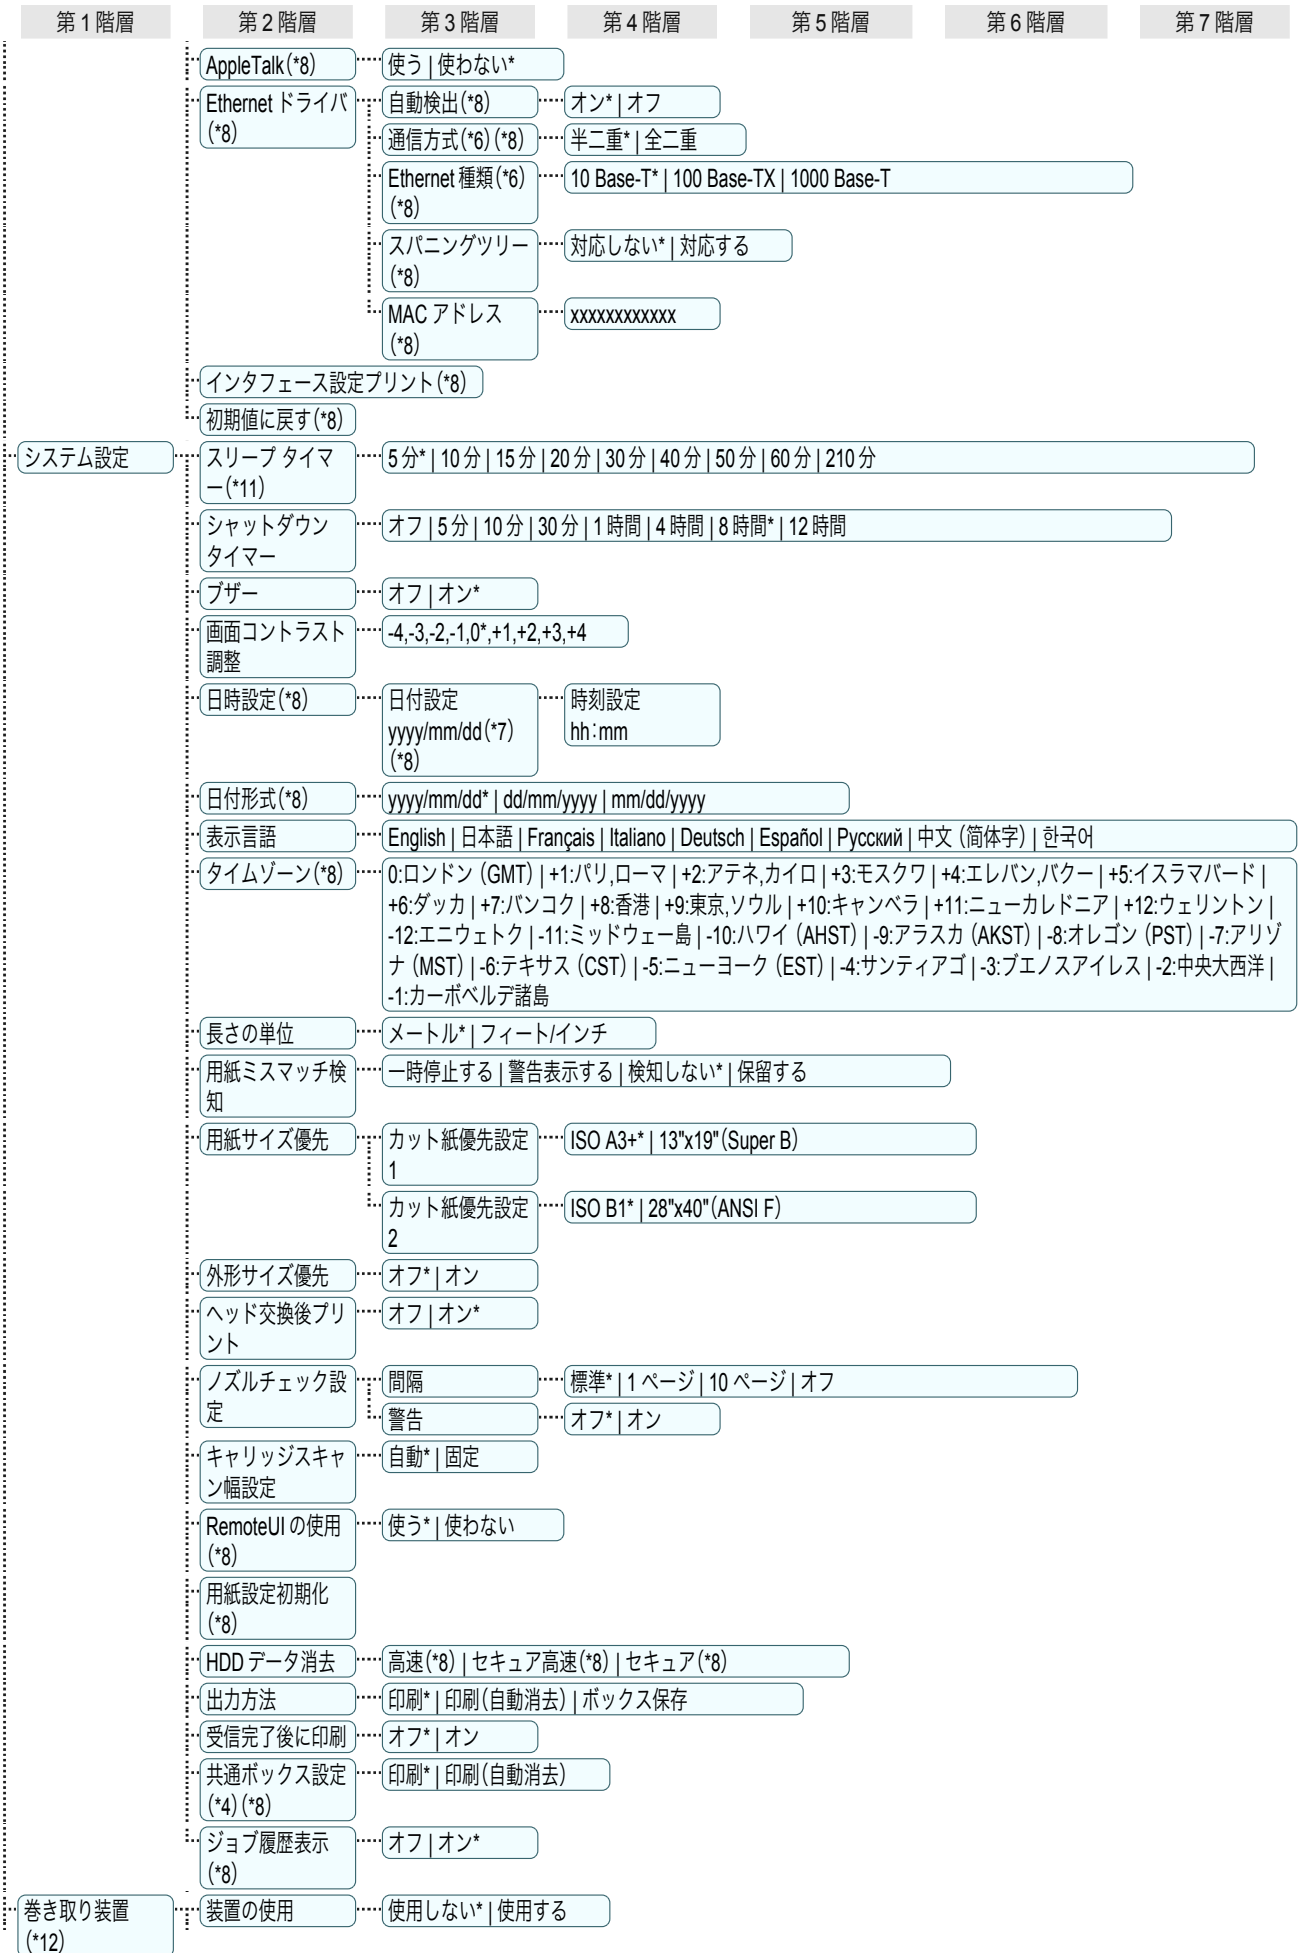 第 1 階層 第 2 階層 第 3 階層 第 4 階層 第 5 階層 第 6 階層 第 7 階層
AppleTalk(*8) 使う | 使わない*
Ethernet ドライバ 自動検出(*8) オン* | オフ
(*8)
通信方式(*6) (*8) 半二重* | 全二重
Ethernet 種類(*6) 10 Base-T* | 100 Base-TX | 1000 Base-T
(*8)
スパニングツリー 対応しない* | 対応する
(*8)
MAC アドレス xxxxxxxxxxxx
(*8)
インタフェース設定プリント(*8)
初期値に戻す(*8)
システム設定 スリープ タイマ 5 分* | 10 分 | 15 分 | 20 分 | 30 分 | 40 分 | 50 分 | 60 分 | 210 分
ー(*11)
シャットダウン オフ | 5 分 | 10 分 | 30 分 | 1 時間 | 4 時間 | 8 時間* | 12 時間
タイマー
ブザー オフ | オン*
画面コントラスト -4,-3,-2,-1,0*,+1,+2,+3,+4
調整
日時設定(*8) 日付設定 時刻設定
yyyy/mm/dd(*7) hh:mm
(*8)
日付形式(*8) yyyy/mm/dd* | dd/mm/yyyy | mm/dd/yyyy
表示言語 English | 日本語 | Français | Italiano | Deutsch | Español | Русский | 中文 (简体字) | 한국어
タイムゾーン(*8) 0:ロンドン (GMT) | +1:パリ,ローマ | +2:アテネ,カイロ | +3:モスクワ | +4:エレバン,バクー | +5:イスラマバード |
+6:ダッカ | +7:バンコク | +8:香港 | +9:東京,ソウル | +10:キャンベラ | +11:ニューカレドニア | +12:ウェリントン |
-12:エニウェトク | -11:ミッドウェー島 | -10:ハワイ (AHST) | -9:アラスカ (AKST) | -8:オレゴン (PST) | -7:アリゾ
ナ (MST) | -6:テキサス (CST) | -5:ニューヨーク (EST) | -4:サンティアゴ | -3:ブエノスアイレス | -2:中央大西洋 |
-1:カーボベルデ諸島
長さの単位 メートル* | フィート/インチ
用紙ミスマッチ検 一時停止する | 警告表示する | 検知しない* | 保留する
知
用紙サイズ優先 カット紙優先設定 ISO A3+* | 13"x19"(Super B)
1
カット紙優先設定 ISO B1* | 28"x40"(ANSI F)
2
外形サイズ優先 オフ* | オン
ヘッド交換後プリ オフ | オン*
ント
ノズルチェック設 間隔 標準* | 1 ページ | 10 ページ | オフ
定
警告 オフ* | オン
キャリッジスキャ 自動* | 固定
ン幅設定
RemoteUI の使用 使う* | 使わない
(*8)
用紙設定初期化
(*8)
HDD データ消去 高速(*8) | セキュア高速(*8) | セキュア(*8)
出力方法 印刷* | 印刷(自動消去) | ボックス保存
受信完了後に印刷 オフ* | オン
共通ボックス設定 印刷* | 印刷(自動消去)
(*4) (*8)
ジョブ履歴表示 オフ | オン*
(*8)
巻き取り装置 装置の使用 使用しない* | 使用する
(*12)